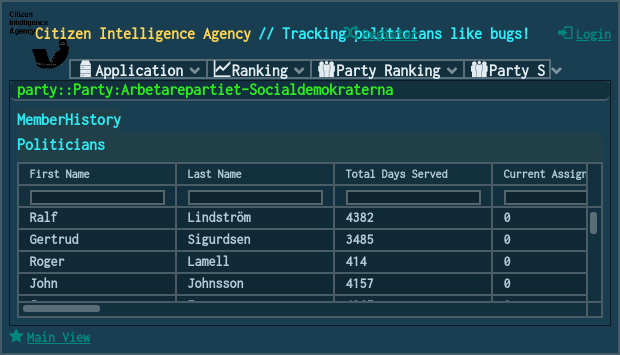 Citizen
Intelligence
Agency
Citizen Intelligence Agency // Tracking politicians like bugs!
Login
Application Ranking Party Ranking Party S
party::Party:Arbetarepartiet-Socialdemokraterna
MemberHistory
Politicians
First Name Last Name Total Days Served Current Assign
Ralf Lindström 4382 0
Gertrud Sigurdsen 3485 0
Roger Lamell 414 0
John Johnsson 4157 0
Main View